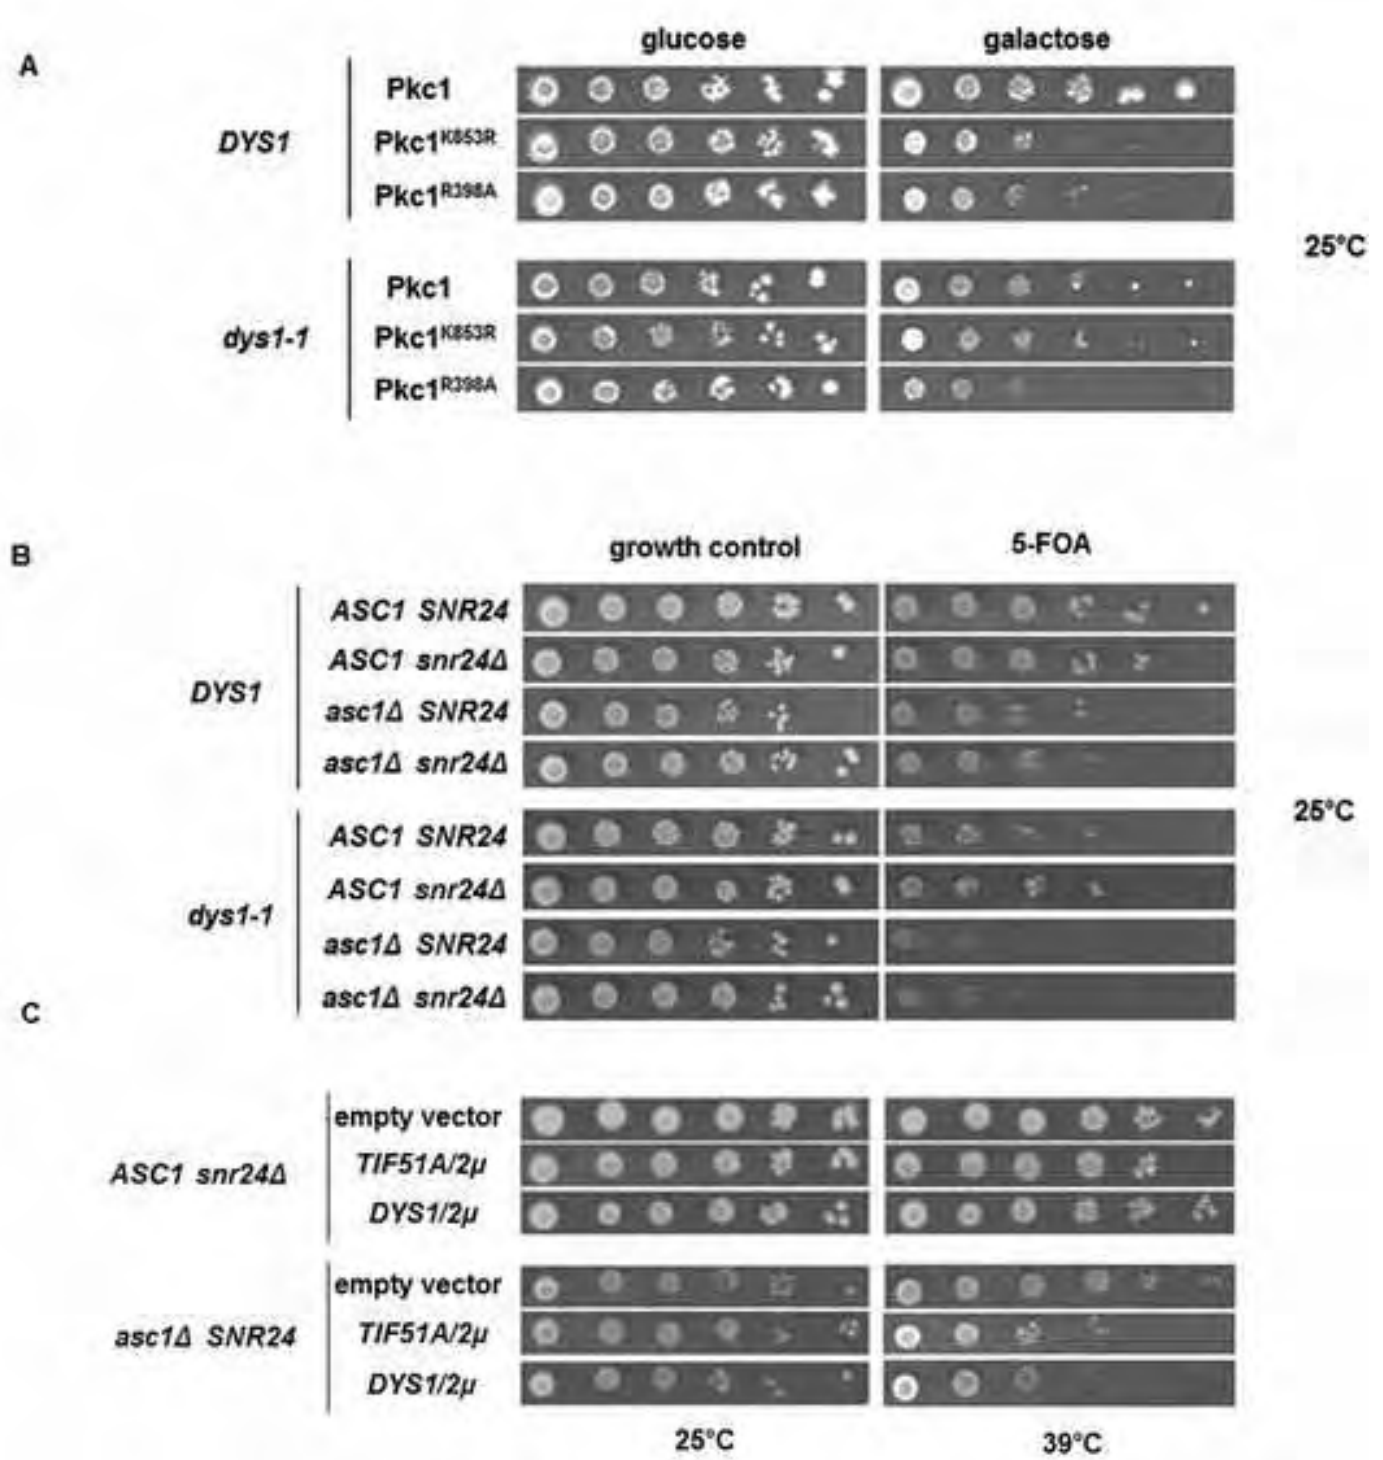 glucose galactose
A
Pkc1
DYS1 Pkc1K853R
Pkc1R398A
25°C
Pkc1
dys1-1 Pkc1K853R
Pkc1R398A
B growth control 5-FOA
ASC1 SNR24
ASC1 snr24Δ
DYS1
asc1Δ SNR24
asc1Δ snr24Δ
25°C
ASC1 SNR24
ASC1 snr24Δ
dys1-1
asc1Δ SNR24
asc1Δ snr24Δ
C
empty vector
ASC1 snr24Δ TIF51A/2μ
DYS1/2μ
empty vector
asc1Δ SNR24 TIF51A/2μ
DYS1/2μ
25°C 39°C